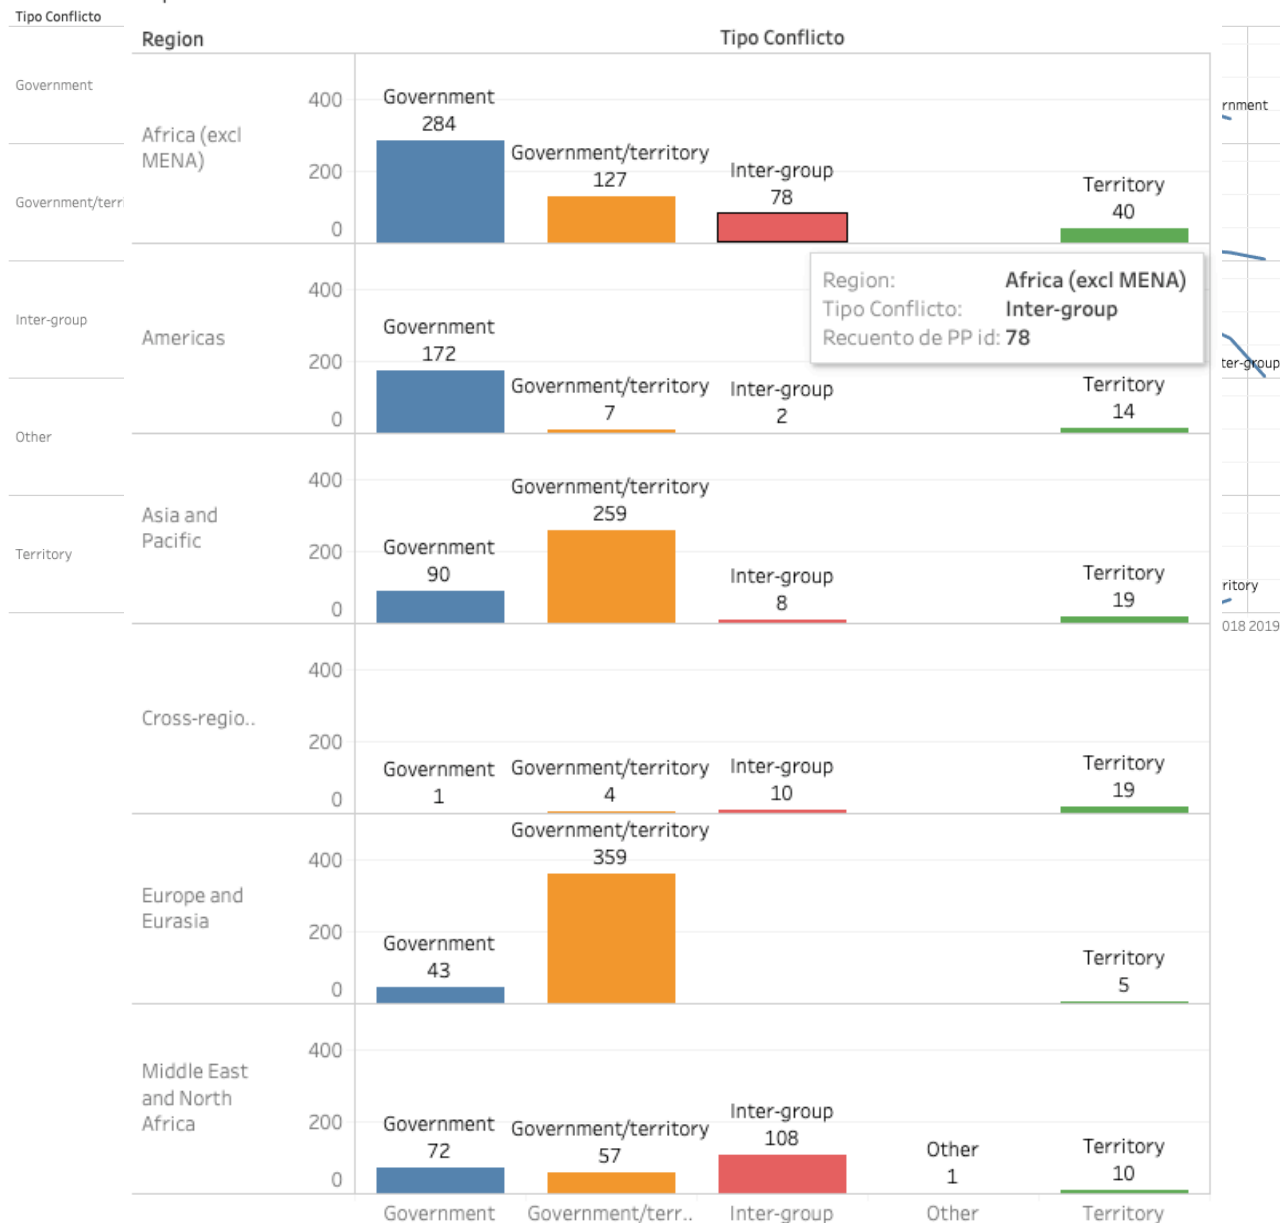 Tipo Conflicto
Government
Government/terri
Inter-group
Other
Territory
Region
Tipo Conflicto
Africa (excl
MENA)
400
200
0
Government
284
Government/territory
127
Inter-group
78
Territory
40
Region: Africa (excl MENA)
Tipo Conflicto: Inter-group
Recuento de PP id: 78
Americas
400
200
0
Government
172
Government/territory
7
Inter-group
2
Territory
14
Asia and
Pacific
400
200
0
Government
90
Government/territory
259
Inter-group
8
Territory
19
Cross-regio..
400
200
0
Government
1
Government/territory
4
Inter-group
10
Territory
19
Europe and
Eurasia
400
200
0
Government
43
Government/territory
359
Territory
5
Middle East
and North
Africa
400
200
0
Government
72
Government/territory
57
Inter-group
108
Other
1
Territory
10
Government Government/terr.. Inter-group Other Territory
rnment
ter-group
ritory
018 2019